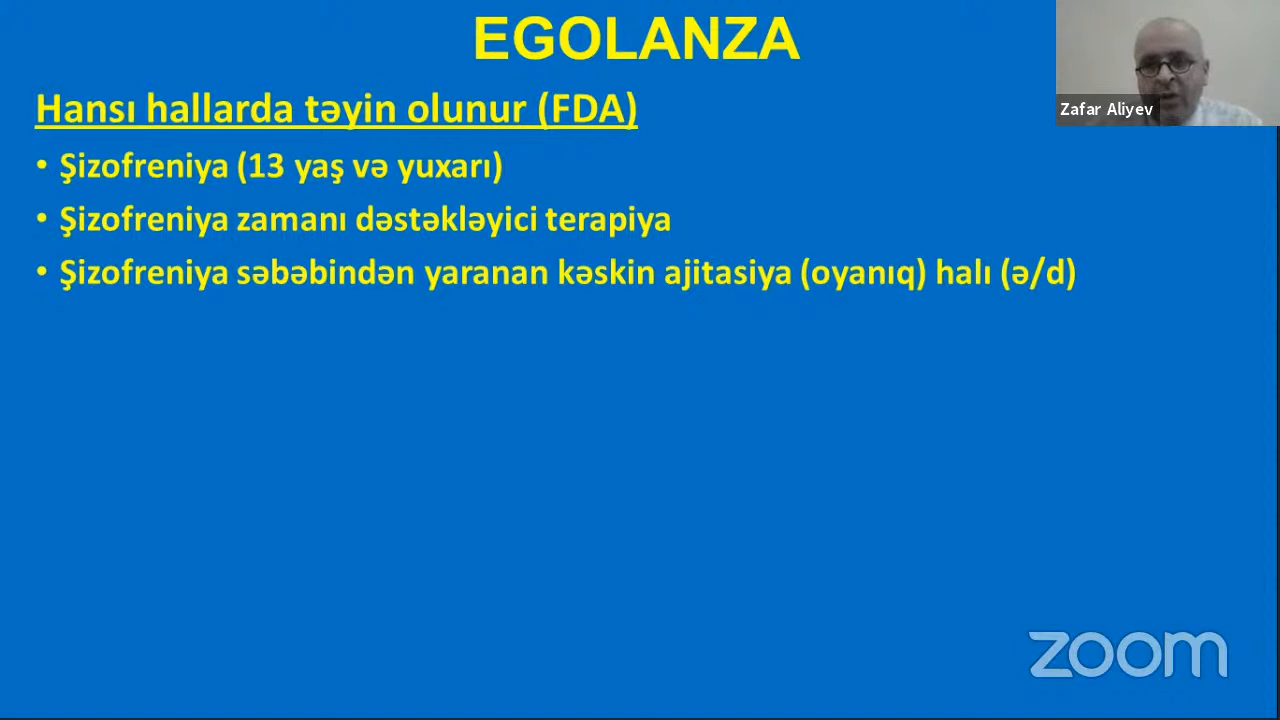 EGOLANZA
Zafar Aliyev
Hansı hallarda təyin olunur (FDA)
• Şizofreniya (13 yaş və yuxarı)
• Şizofreniya zamanı dəstəkləyici terapiya
• Şizofreniya səbəbindən yaranan kəskin ajitasiya (oyanıq) halı (ə/d)
zoom